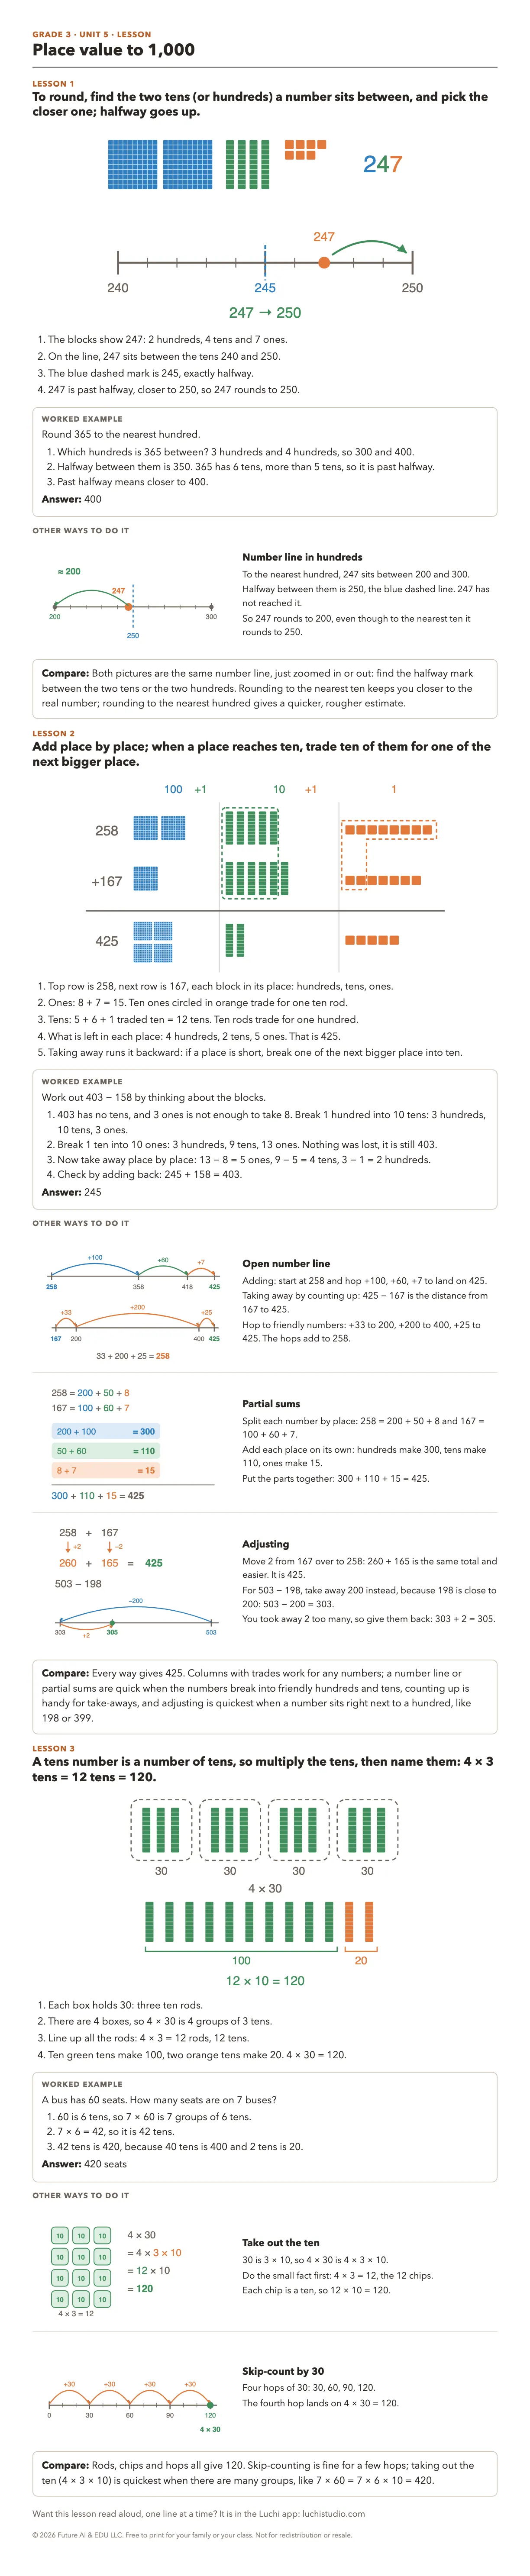 GRADE 3 · UNIT 5 · LESSON
Place value to 1,000
LESSON 1
To round, find the two tens (or hundreds) a number sits between, and pick the
closer one; halfway goes up.
247
247
240
245
250
247 → 250
1. The blocks show 247: 2 hundreds, 4 tens and 7 ones.
2. On the line, 247 sits between the tens 240 and 250.
3. The blue dashed mark is 245, exactly halfway.
4. 247 is past halfway, closer to 250, so 247 rounds to 250.
WORKED EXAMPLE
Round 365 to the nearest hundred.
1. Which hundreds is 365 between? 3 hundreds and 4 hundreds, so 300 and 400.
2. Halfway between them is 350. 365 has 6 tens, more than 5 tens, so it is past halfway.
3. Past halfway means closer to 400.
Answer: 400
OTHER WAYS TO DO IT
≈ 200
247
200
300
250
Number line in hundreds
To the nearest hundred, 247 sits between 200 and 300.
Halfway between them is 250, the blue dashed line. 247 has
not reached it.
So 247 rounds to 200, even though to the nearest ten it
rounds to 250.
Compare: Both pictures are the same number line, just zoomed in or out: find the halfway mark
between the two tens or the two hundreds. Rounding to the nearest ten keeps you closer to the
real number; rounding to the nearest hundred gives a quicker, rougher estimate.
LESSON 2
Add place by place; when a place reaches ten, trade ten of them for one of the
next bigger place.
100 +1 10 +1 1
258
+167
425
1. Top row is 258, next row is 167, each block in its place: hundreds, tens, ones.
2. Ones: 8 + 7 = 15. Ten ones circled in orange trade for one ten rod.
3. Tens: 5 + 6 + 1 traded ten = 12 tens. Ten rods trade for one hundred.
4. What is left in each place: 4 hundreds, 2 tens, 5 ones. That is 425.
5. Taking away runs it backward: if a place is short, break one of the next bigger place into ten.
WORKED EXAMPLE
Work out 403 − 158 by thinking about the blocks.
1. 403 has no tens, and 3 ones is not enough to take 8. Break 1 hundred into 10 tens: 3 hundreds,
10 tens, 3 ones.
2. Break 1 ten into 10 ones: 3 hundreds, 9 tens, 13 ones. Nothing was lost, it is still 403.
3. Now take away place by place: 13 − 8 = 5 ones, 9 − 5 = 4 tens, 3 − 1 = 2 hundreds.
4. Check by adding back: 245 + 158 = 403.
Answer: 245
OTHER WAYS TO DO IT
+100 +60 +7
258 358 418 425
+33 +200 +25
167 200 400 425
33 + 200 + 25 = 258
Open number line
Adding: start at 258 and hop +100, +60, +7 to land on 425.
Taking away by counting up: 425 − 167 is the distance from
167 to 425.
Hop to friendly numbers: +33 to 200, +200 to 400, +25 to
425. The hops add to 258.
258 = 200 + 50 + 8
167 = 100 + 60 + 7
200 + 100 = 300
50 + 60 = 110
8 + 7 = 15
300 + 110 + 15 = 425
Partial sums
Split each number by place: 258 = 200 + 50 + 8 and 167 =
100 + 60 + 7.
Add each place on its own: hundreds make 300, tens make
110, ones make 15.
Put the parts together: 300 + 110 + 15 = 425.
258 + 167
+2 −2
260 + 165 = 425
503 − 198
−200
303 305 503
+2
Adjusting
Move 2 from 167 over to 258: 260 + 165 is the same total and
easier. It is 425.
For 503 − 198, take away 200 instead, because 198 is close to
200: 503 − 200 = 303.
You took away 2 too many, so give them back: 303 + 2 = 305.
Compare: Every way gives 425. Columns with trades work for any numbers; a number line or
partial sums are quick when the numbers break into friendly hundreds and tens, counting up is
handy for take-aways, and adjusting is quickest when a number sits right next to a hundred, like
198 or 399.
LESSON 3
A tens number is a number of tens, so multiply the tens, then name them: 4 × 3
tens = 12 tens = 120.
30 30 30 30
4 × 30
100 20
12 × 10 = 120
1. Each box holds 30: three ten rods.
2. There are 4 boxes, so 4 × 30 is 4 groups of 3 tens.
3. Line up all the rods: 4 × 3 = 12 rods, 12 tens.
4. Ten green tens make 100, two orange tens make 20. 4 × 30 = 120.
WORKED EXAMPLE
A bus has 60 seats. How many seats are on 7 buses?
1. 60 is 6 tens, so 7 × 60 is 7 groups of 6 tens.
2. 7 × 6 = 42, so it is 42 tens.
3. 42 tens is 420, because 40 tens is 400 and 2 tens is 20.
Answer: 420 seats
OTHER WAYS TO DO IT
10 10 10
10 10 10
10 10 10
10 10 10
4 × 3 = 12
4 × 30
= 4 × 3 × 10
= 12 × 10
= 120
Take out the ten
30 is 3 × 10, so 4 × 30 is 4 × 3 × 10.
Do the small fact first: 4 × 3 = 12, the 12 chips.
Each chip is a ten, so 12 × 10 = 120.
+30 +30 +30 +30
0 30 60 90 120
4 × 30
Skip-count by 30
Four hops of 30: 30, 60, 90, 120.
The fourth hop lands on 4 × 30 = 120.
Compare: Rods, chips and hops all give 120. Skip-counting is fine for a few hops; taking out the
ten (4 × 3 × 10) is quickest when there are many groups, like 7 × 60 = 7 × 6 × 10 = 420.
Want this lesson read aloud, one line at a time? It is in the Luchi app: luchistudio.com
© 2026 Future AI & EDU LLC. Free to print for your family or your class. Not for redistribution or resale.